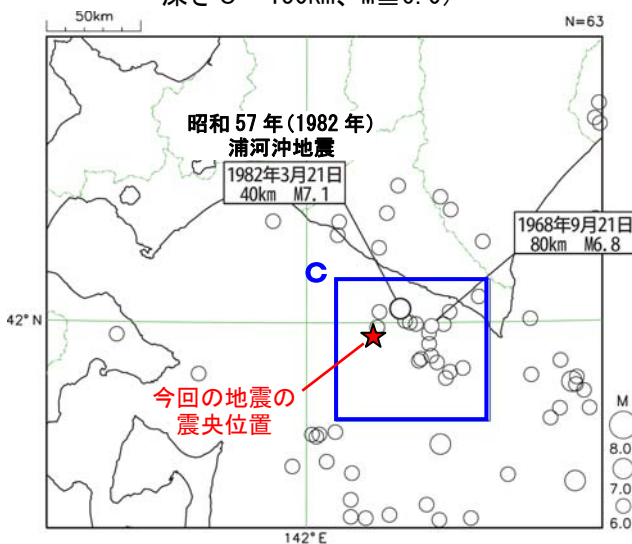 50km
N=63
昭和57年(1982年)
浦河沖地震
1982年3月21日
40km M7.1
1968年9月21日
80km M6.8
C
42°N
今回の地震の
震央位置
M
8.0
7.0
6.0
142°E